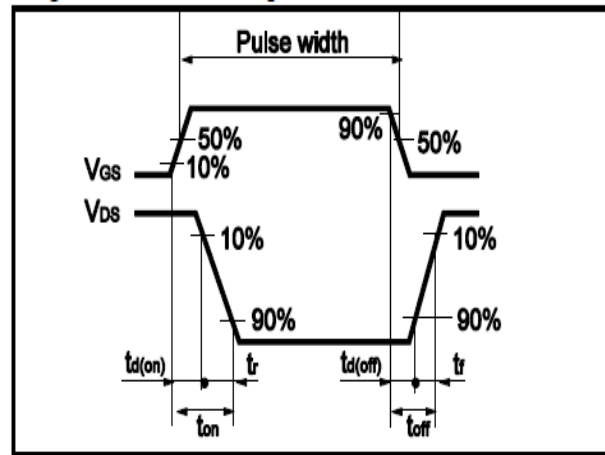 Pulse width
90%
50%
50%
10%
VGS
VDS
10%
10%
90%
90%
td(on)
tr
td(off)
tf
ton
toff